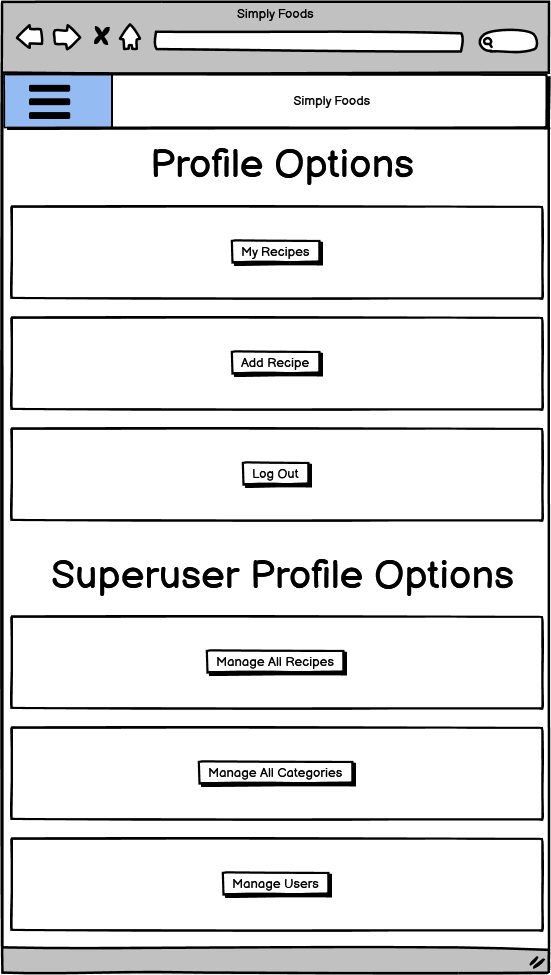 Simply Foods
Simply Foods
Profile Options
My Recipes
Add Recipe
Log Out
Superuser Profile Options
Manage All Recipes
Manage All Categories
Manage Users